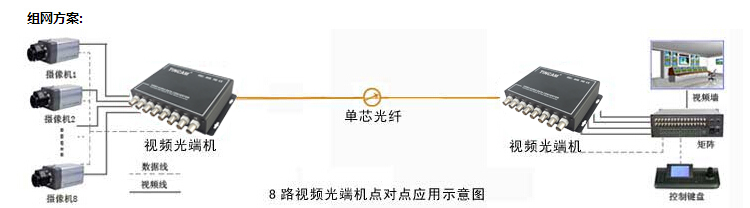 组网方案:
摄像机1
摄像机2
摄像机8
YINCAN
视频光端机
数据线
视频线
单芯光纤
YINCAN
视频光端机
视频墙
矩阵
控制键盘
8路视频光端机点对点应用示意图